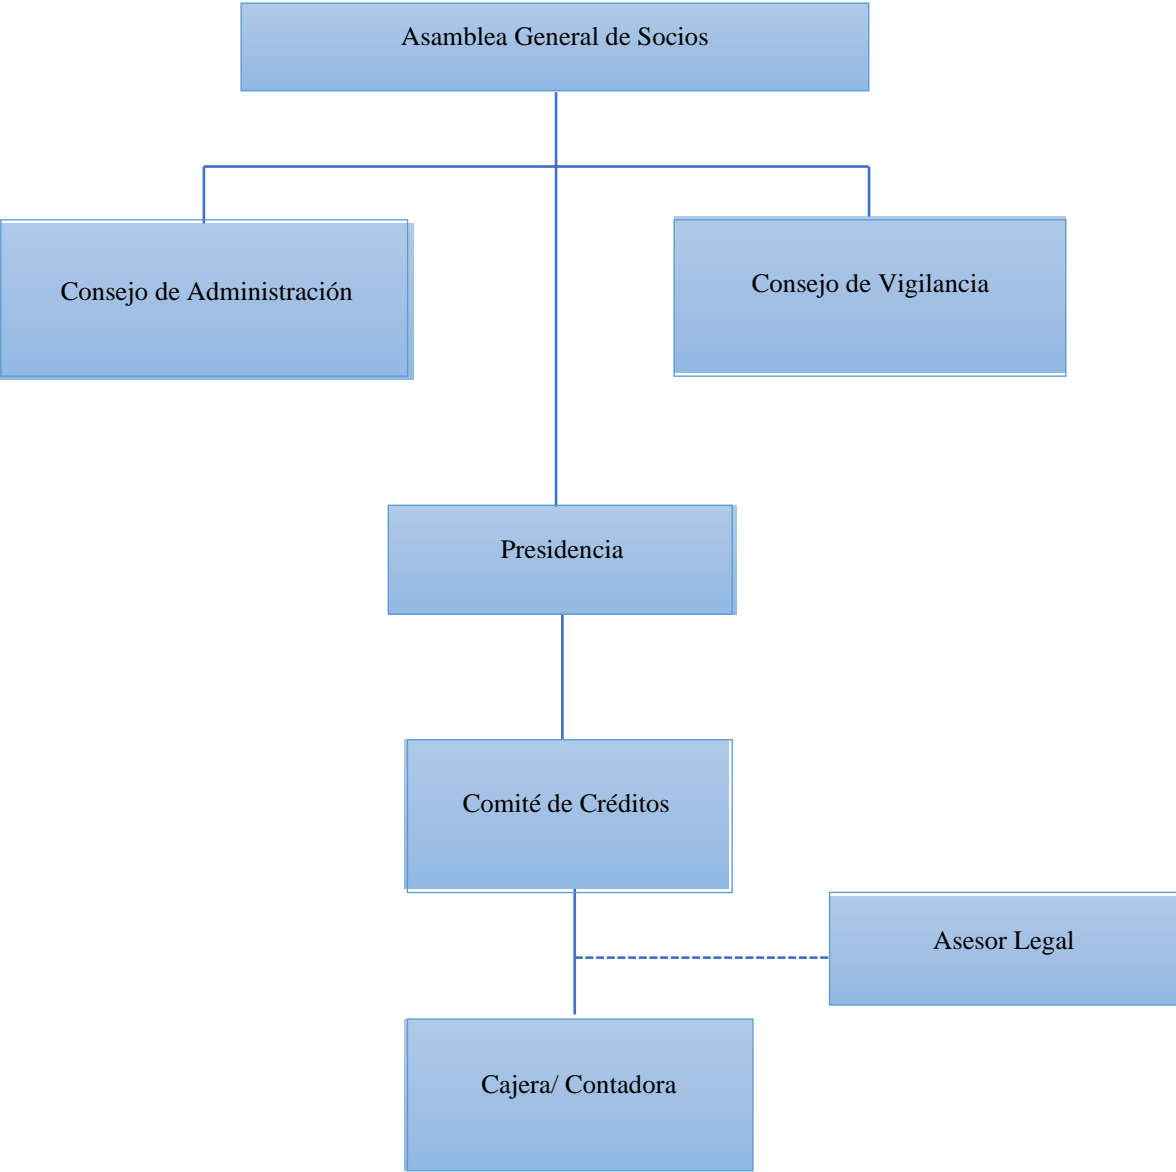 Asamblea General de Socios
Consejo de Administración
Consejo de Vigilancia
Presidencia
Comité de Créditos
Asesor Legal
Cajera/ Contadora